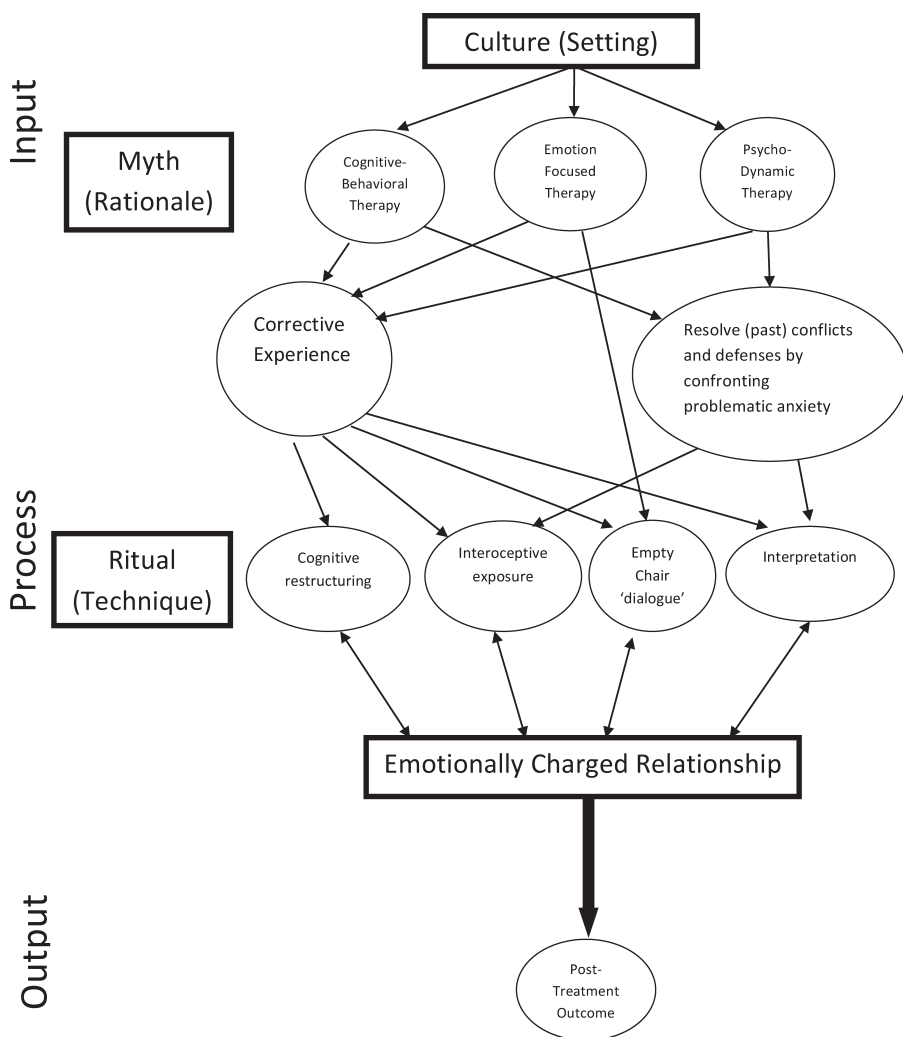 Culture (Setting)
Input
Myth
(Rationale)
Cognitive-
Behavioral
Therapy
Emotion
Focused
Therapy
Psycho-
Dynamic
Therapy
Corrective
Experience
Resolve (past) conflicts
and defenses by
confronting
problematic anxiety
Process
Ritual
(Technique)
Cognitive
restructuring
Interoceptive
exposure
Empty
Chair
‘dialogue’
Interpretation
Emotionally Charged Relationship
Output
Post-
Treatment
Outcome